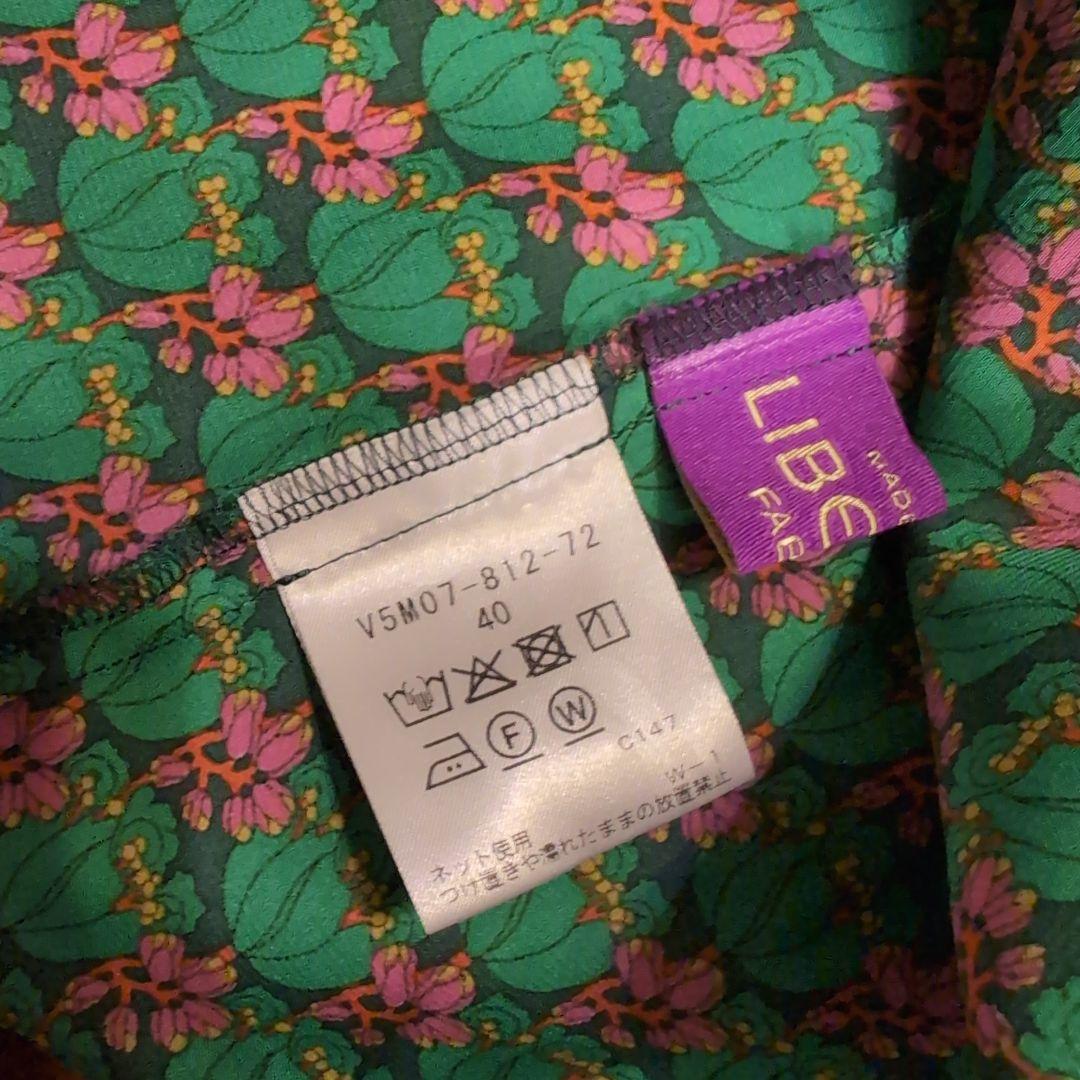 V5M07-812-72
40
F W
C147
W-1
ネット使用
つけ置きや濡れたままの放置禁止
LIBE
FAB
MADE